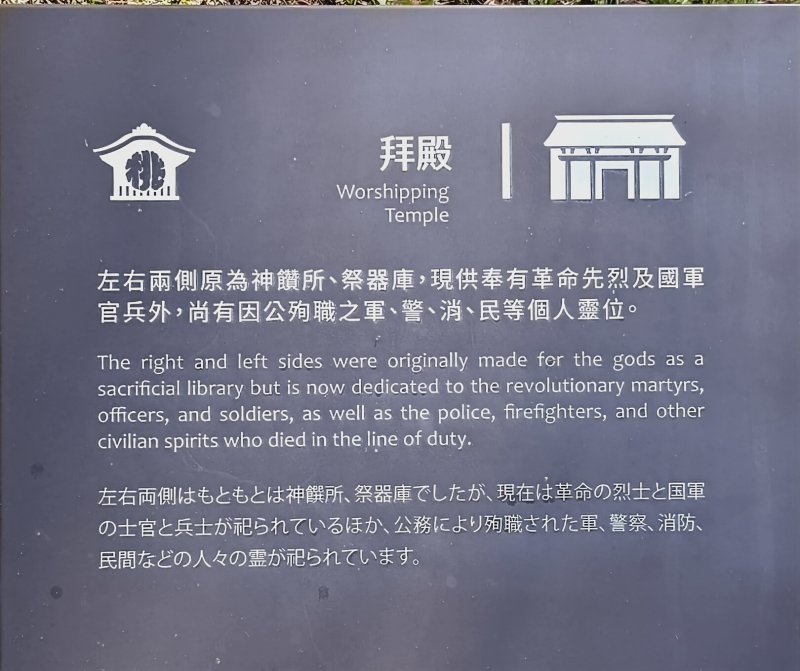 桃
拜殿
Worshipping
Temple
左右兩側原為神饌所、祭器庫，現供奉有革命先烈及國軍
官兵外，尚有因公殉職之軍、警、消、民等個人靈位。
The right and left sides were originally made for the gods as a
sacrificial library but is now dedicated to the revolutionary martyrs,
officers, and soldiers, as well as the police, firefighters, and other
civilian spirits who died in the line of duty.
左右両側はもともとは神饌所、祭器庫でしたが、現在は革命の烈士と国軍
の士官と兵士が祀られているほか、公務により殉職された軍、警察、消防、
民間などの人々の霊が祀られています。